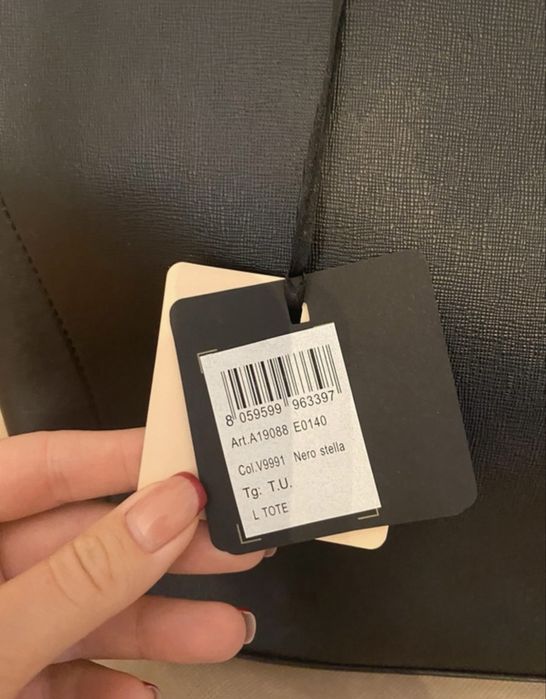 8 059599 963397
Art.A19088 E0140
Col.V9991 Nero stella
Tg: T.U.
L TOTE